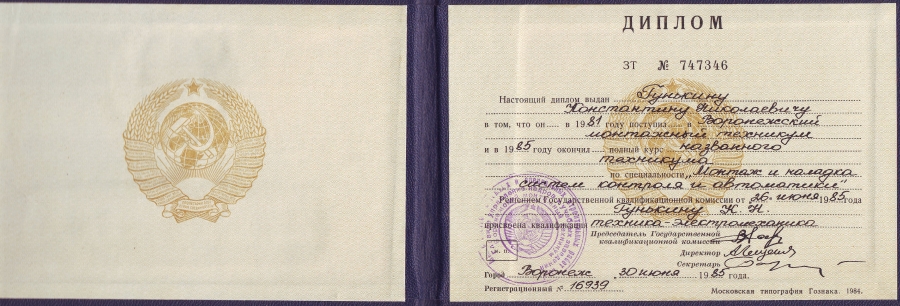 ДИПЛОМ
ЗТ № 747346
Настоящий диплом выдан Гунькину
Константину Николаевичу
в том, что он в 1981 году поступил в Воронежский
монтажный техникум
и в 1985 году окончил полный курс названного
техникума
по специальности „Монтаж и наладка
систем контроля и автоматики"
Решением Государственной квалификационной комиссии от 26 июня 1985 года
Гунькину К Н.
присвоена квалификация техника-электромеханика
Председатель Государственной
квалификационной комиссии
Директор
Секретарь
Город Воронеж 30 июня 1985 года.
Регистрационный № 16939
Московская типография Гознака. 1984.